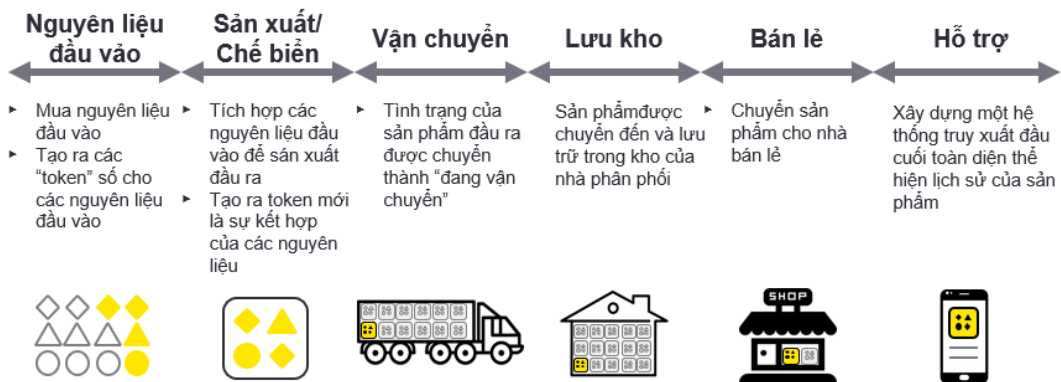 Nguyên liệu
đầu vảo
Sản xuất/
Chế biển
Vận chuyển
Lưu kho
Bán lẻ
Hỗ trợ
► Mua nguyên liệu
đầu vào
► Tạo ra các
“token” số cho
các nguyên liệu
đầu vào
► Tích hợp các
nguyên liệu đầu
vào để sán xuất
đầu ra
► Tạo ra token mới
là sự kết hợp
của các nguyên
liệu
► Tình trạng của
sản phẩm đầu ra
được chuyển
thành “đang vận
chuyển”
Sản phẩmđược
chuyển đến và lưu
trữ trong kho của
nhà phân phối
► Chuyển sản
phẩm cho nhà
bán lẻ
Xây dựng một hệ
thống truy xuất đầu
cuối toàn diện thể
hiện lịch sử của sản
phẩm
SHOP